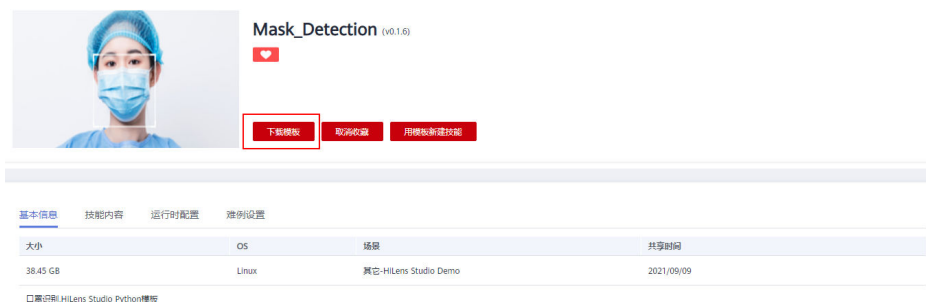 Mask_Detection (v0.1.6)
下载模板 取消收藏 用模板新建技能
基本信息 技能内容 运行时配置 难例设置
大小 OS 场景 共享时间
38.45 GB Linux 其它-HiLens Studio Demo 2021/09/09
口罩识别,HiLens Studio Python模板